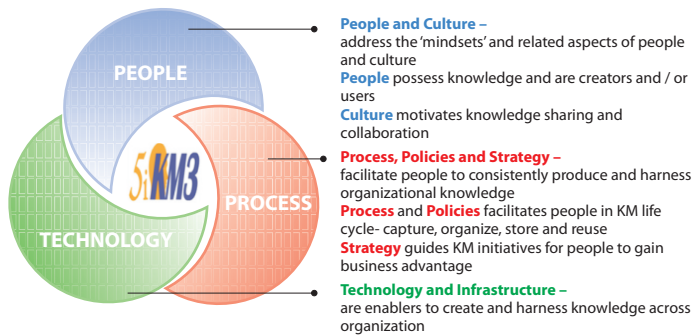 PEOPLE
5iKM3
PROCESS
TECHNOLOGY
People and Culture –
address the 'mindsets' and related aspects of people
and culture
People possess knowledge and are creators and / or
users
Culture motivates knowledge sharing and
collaboration
Process, Policies and Strategy –
facilitate people to consistently produce and harness
organizational knowledge
Process and Policies facilitates people in KM life
cycle- capture, organize, store and reuse
Strategy guides KM initiatives for people to gain
business advantage
Technology and Infrastructure –
are enablers to create and harness knowledge across
organization